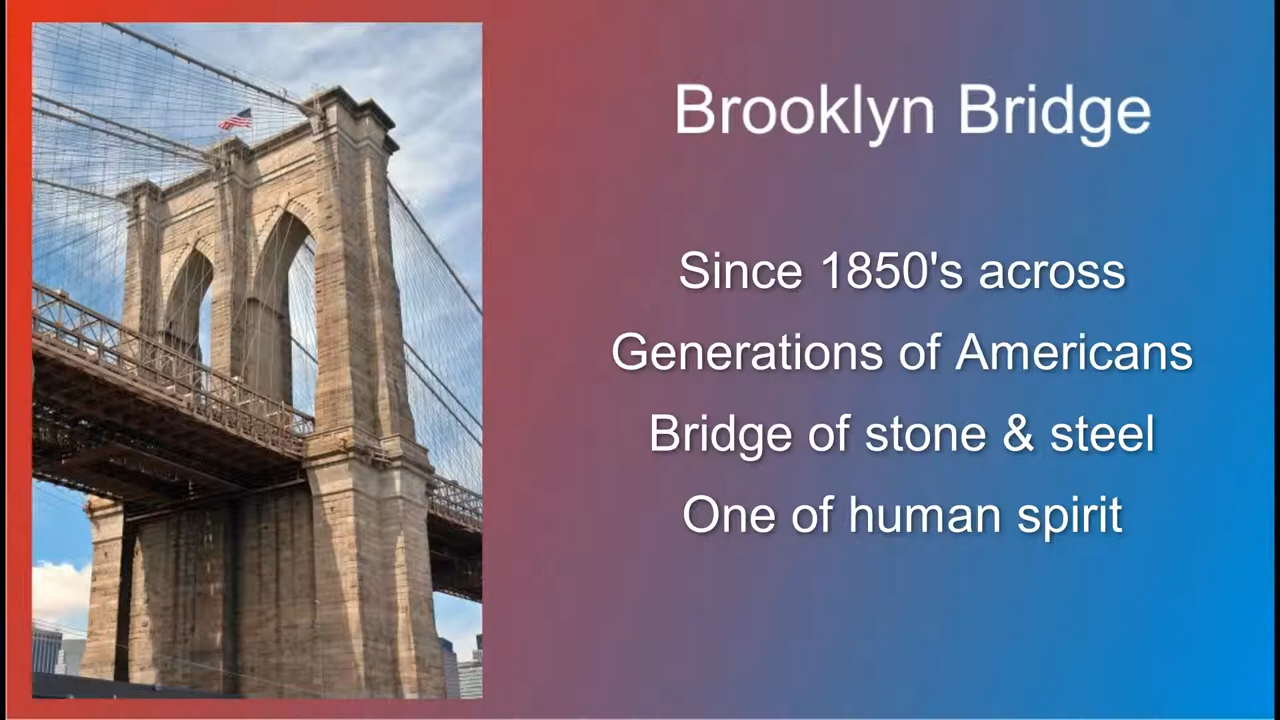 Brooklyn Bridge
Since 1850's across
Generations of Americans
Bridge of stone & steel
One of human spirit